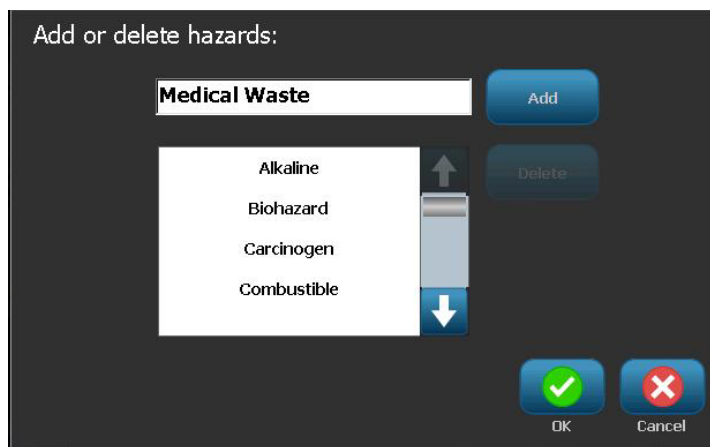 Add or delete hazards:
Medical Waste
Add
Alkaline
Delete
Biohazard
Carcinogen
Combustible
OK
Cancel